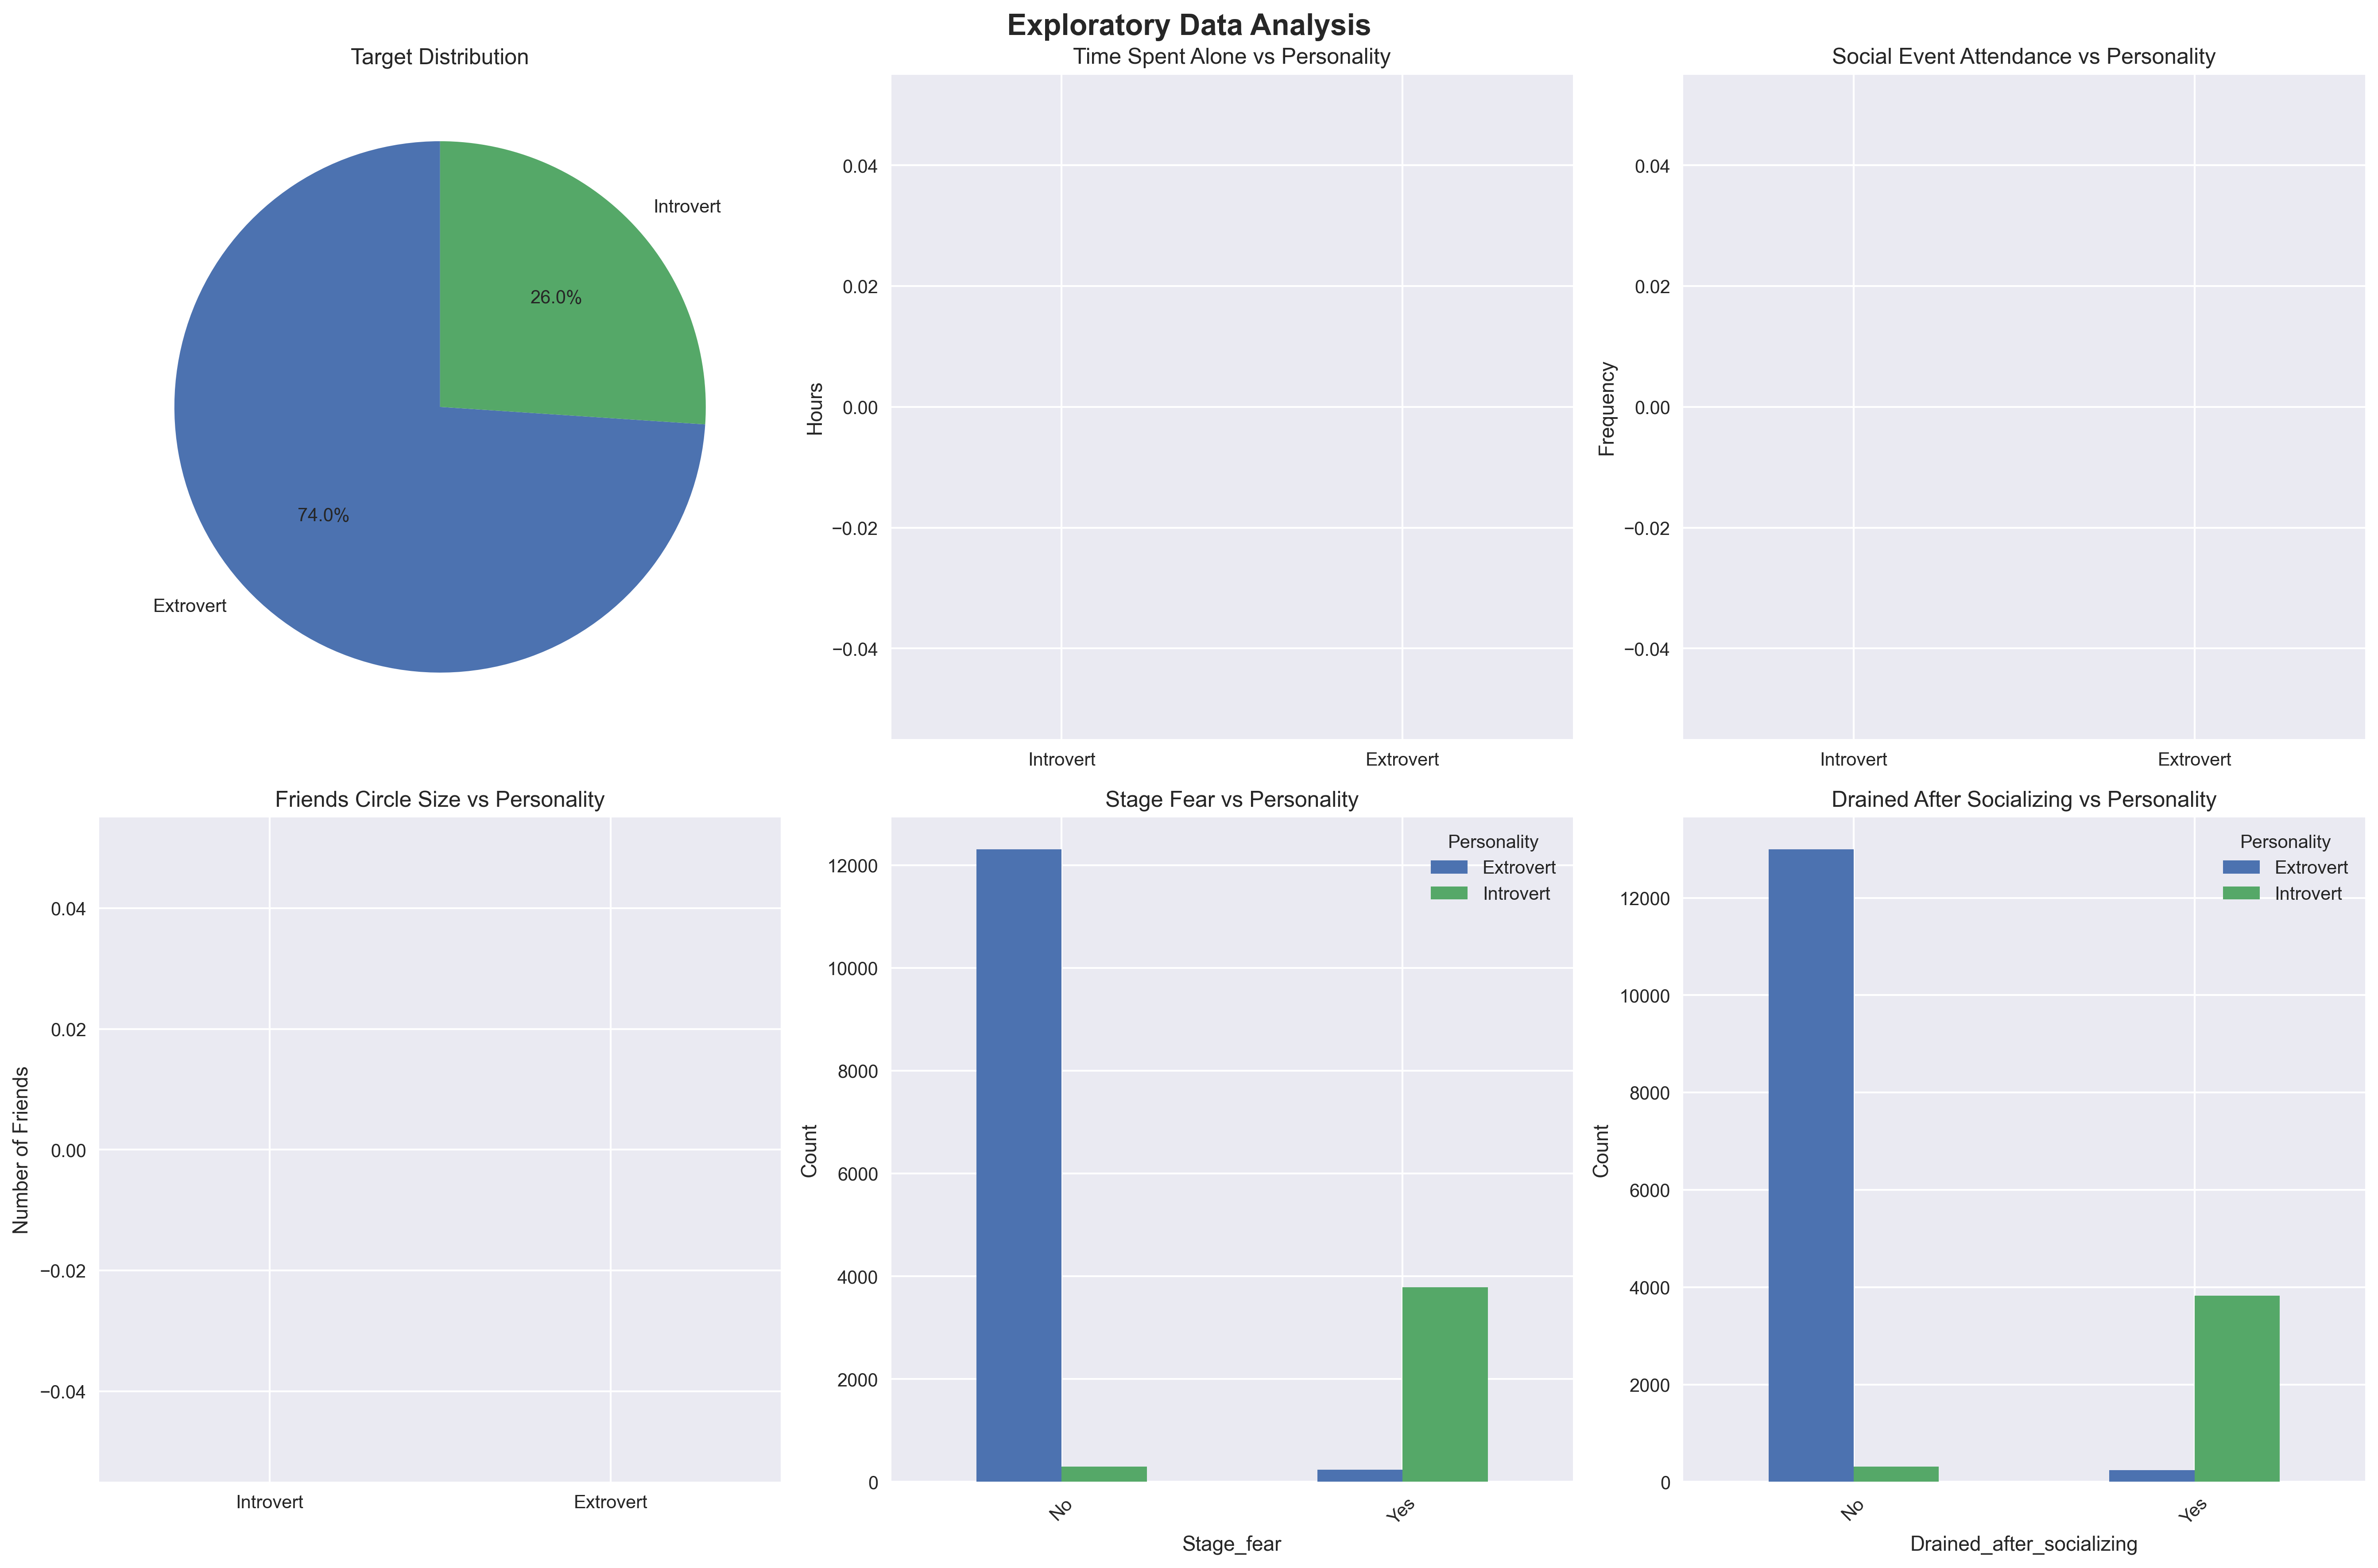 Exploratory Data Analysis
Target Distribution
Introvert
26.0%
74.0%
Extrovert
Time Spent Alone vs Personality
Hours
0.04
0.02
0.00
−0.02
−0.04
Introvert
Extrovert
Social Event Attendance vs Personality
Frequency
0.04
0.02
0.00
−0.02
−0.04
Introvert
Extrovert
Friends Circle Size vs Personality
Number of Friends
0.04
0.02
0.00
−0.02
−0.04
Introvert
Extrovert
Stage Fear vs Personality
Personality
Extrovert
Introvert
Count
12000
10000
8000
6000
4000
2000
0
No
Yes
Stage_fear
Drained After Socializing vs Personality
Personality
Extrovert
Introvert
Count
12000
10000
8000
6000
4000
2000
0
No
Yes
Drained_after_socializing